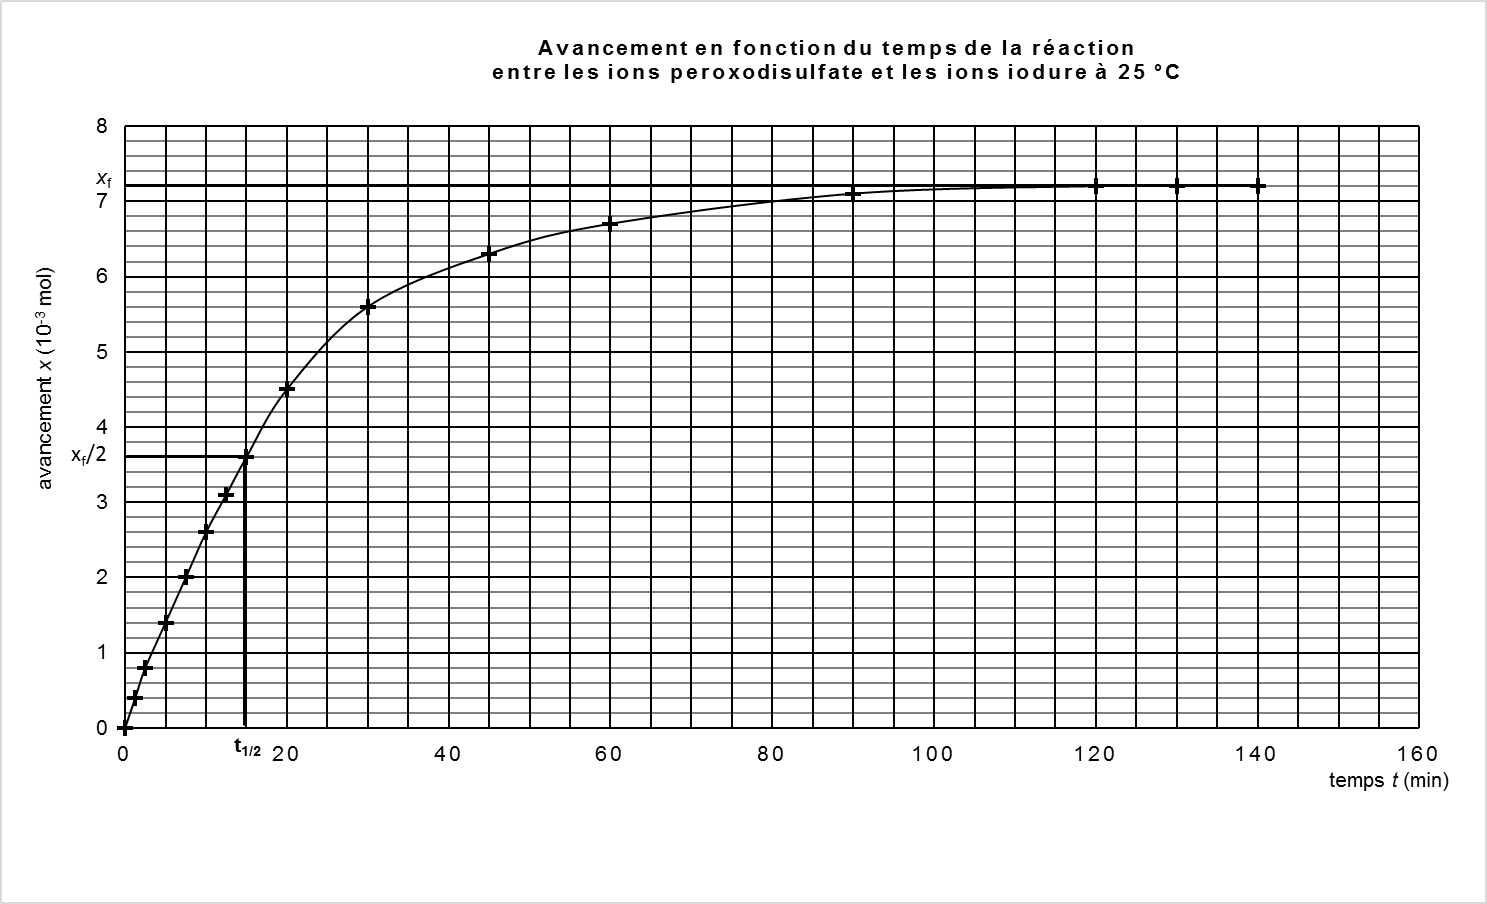 Avancement en fonction du temps de la réaction
entre les ions peroxodisulfate et les ions iodure à 25 °C
8
xf
7
6
5
4
xf/2
3
2
1
0
avancement x (10-3 mol)
0 t1/2 20 40 60 80 100 120 140 160
temps t (min)